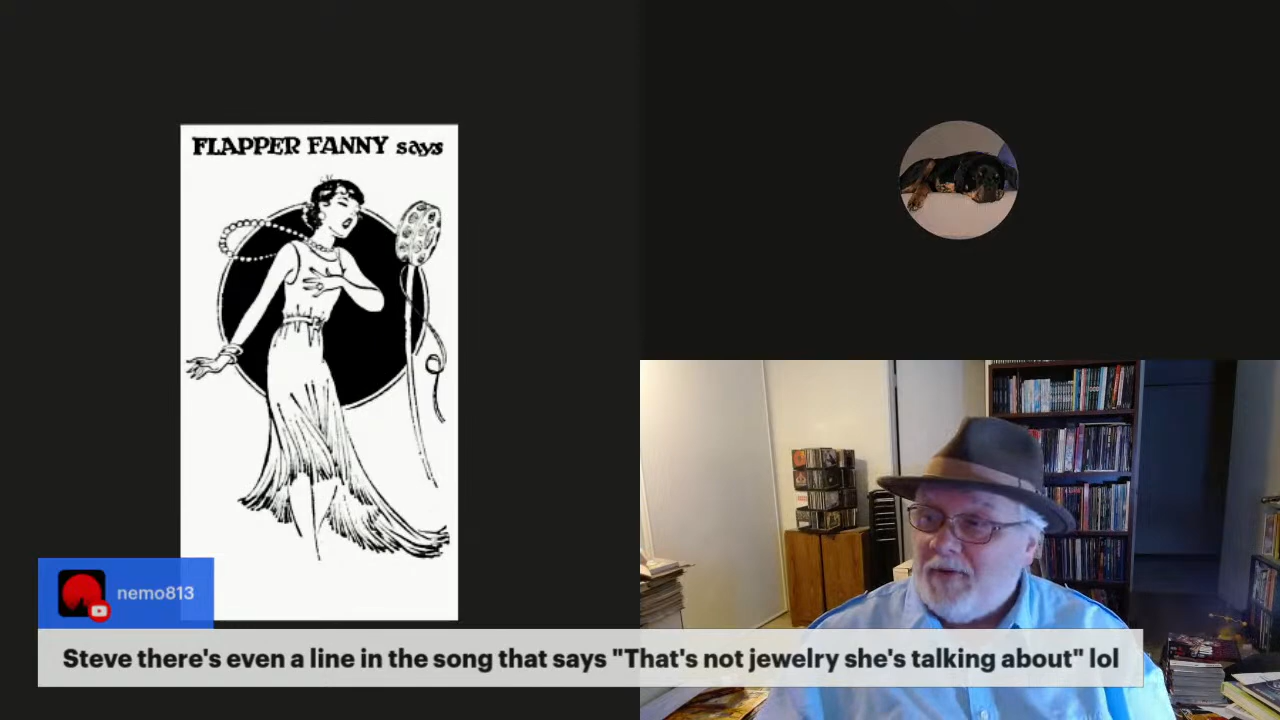 FLAPPER FANNY says
nemo813
Steve there's even a line in the song that says "That's not jewelry she's talking about" lol